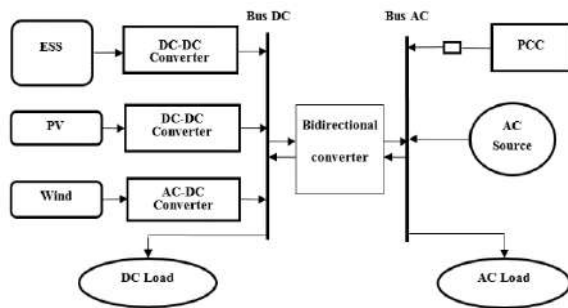 Bus DC
Bus AC
ESS
DC-DC
Converter
PCC
PV
DC-DC
Converter
Bidirectional
converter
AC
Source
Wind
AC-DC
Converter
DC Load
AC Load